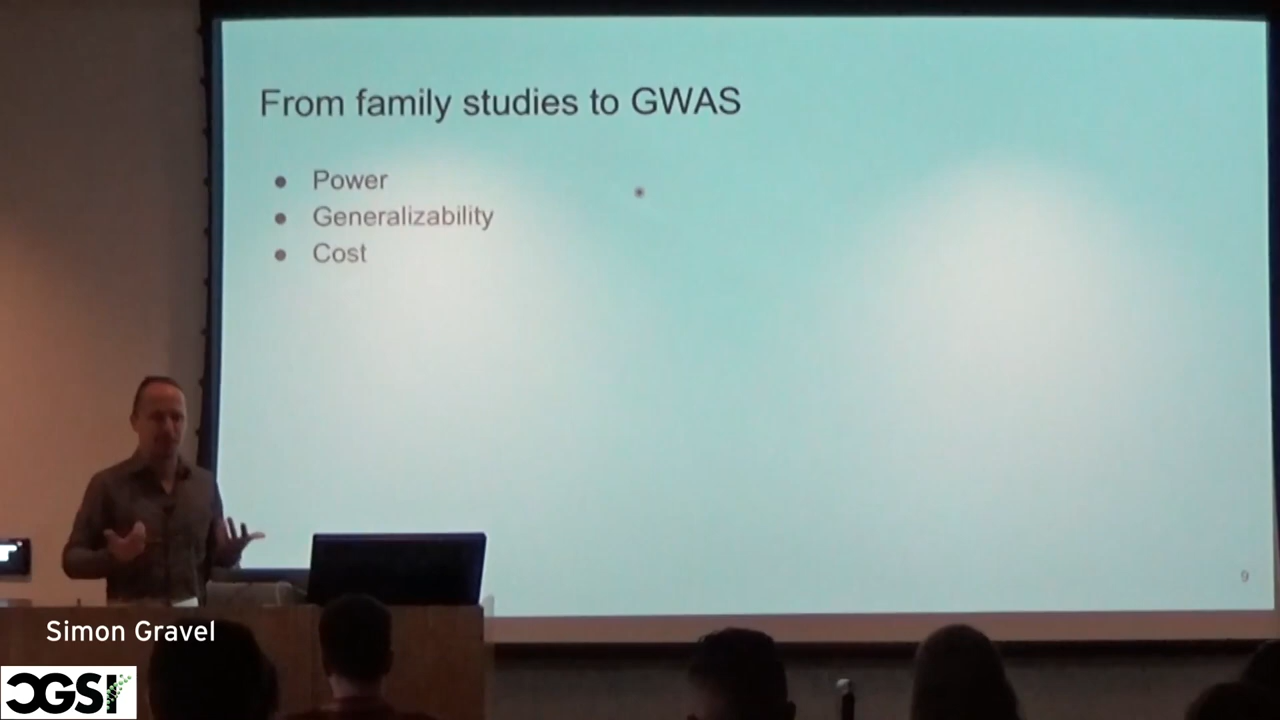 From family studies to GWAS
● Power
● Generalizability
● Cost
9
Simon Gravel
CGSI